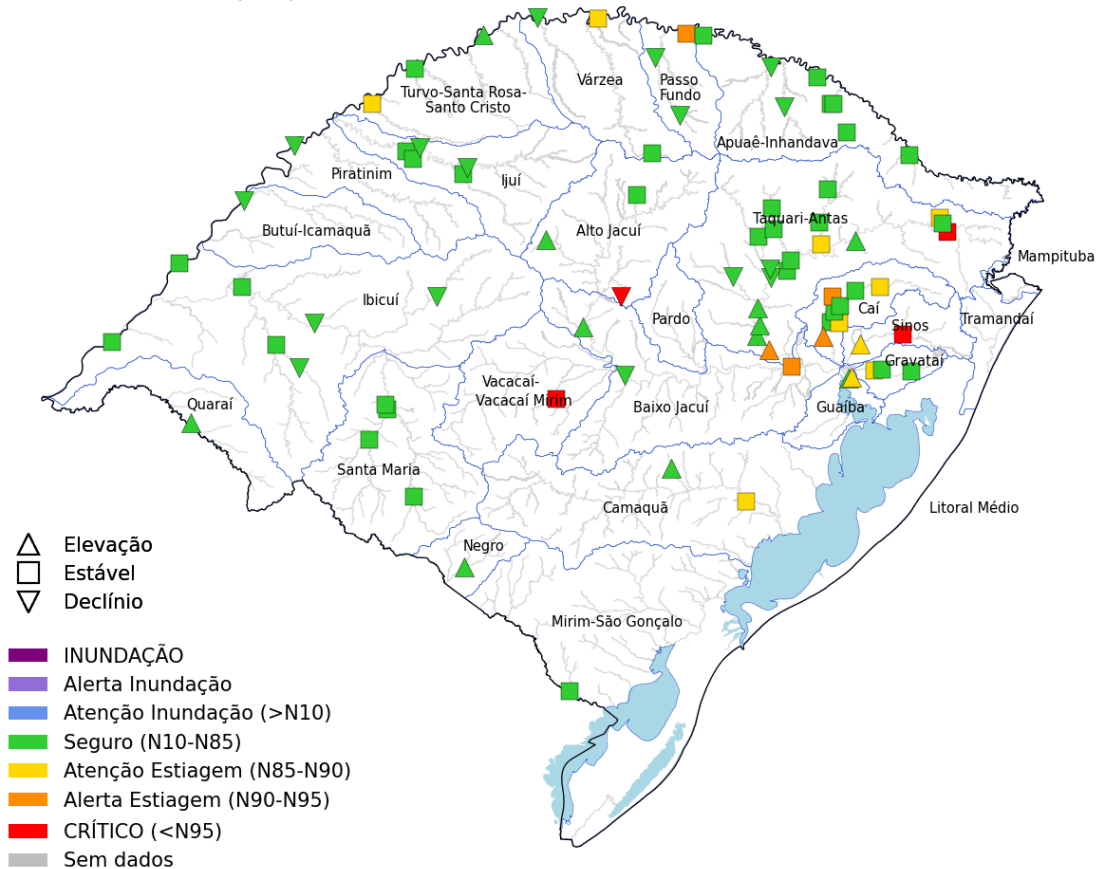 Várzea
Passo
Fundo
Turvo-Santa Rosa-
Santo Cristo
Apuaê-Inhandava
Piratinim
Ijuí
Taquari-Antas
Butuí-Icamaquã
Alto Jacuí
Mampituba
Ibicuí
Caí
Pardo
Sinos
Tramandaí
Gravataí
Vacacaí-
Vacacaí Mirim
Quaraí
Baixo Jacuí
Guaíba
Santa Maria
Camaquã
Litoral Médio
Negro
Mirim-São Gonçalo
Elevação
Estável
Declínio
INUNDAÇÃO
Alerta Inundação
Atenção Inundação (>N10)
Seguro (N10-N85)
Atenção Estiagem (N85-N90)
Alerta Estiagem (N90-N95)
CRÍTICO (<N95)
Sem dados